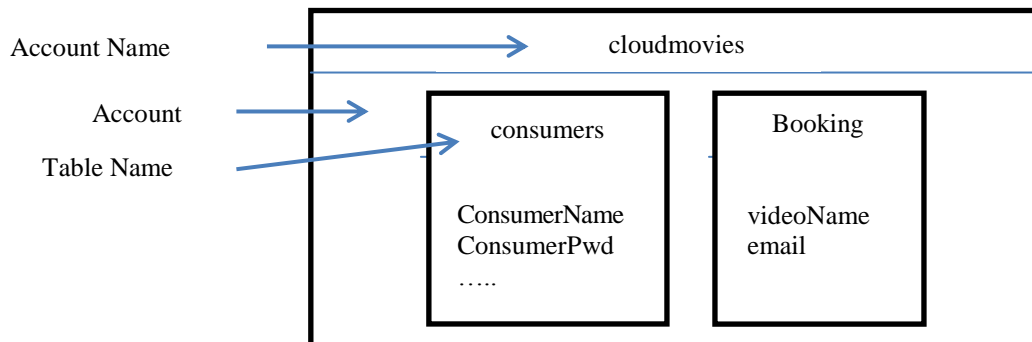 Account Name
cloudmovies
Account
Table Name
consumers
ConsumerName
ConsumerPwd
…..
Booking
videoName
email